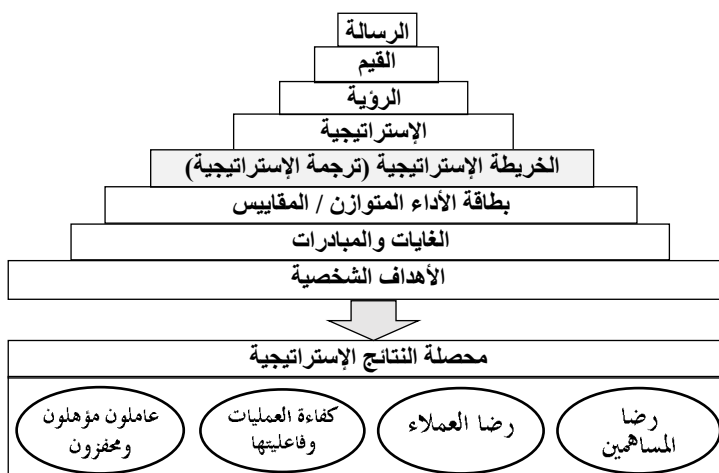 الرسالة
القيم
الرؤية
الإستراتيجية
الخريطة الإستراتيجية (ترجمة الإستراتيجية)
بطاقة الأداء المتوازن / المقاييس
الغايات والمبادرات
الأهداف الشخصية
محصلة النتائج الإستراتيجية
رضا
المساهمين
رضا العملاء
كفاءة العمليات
وفاعليتها
عاملون مؤهلون
ومحفزون